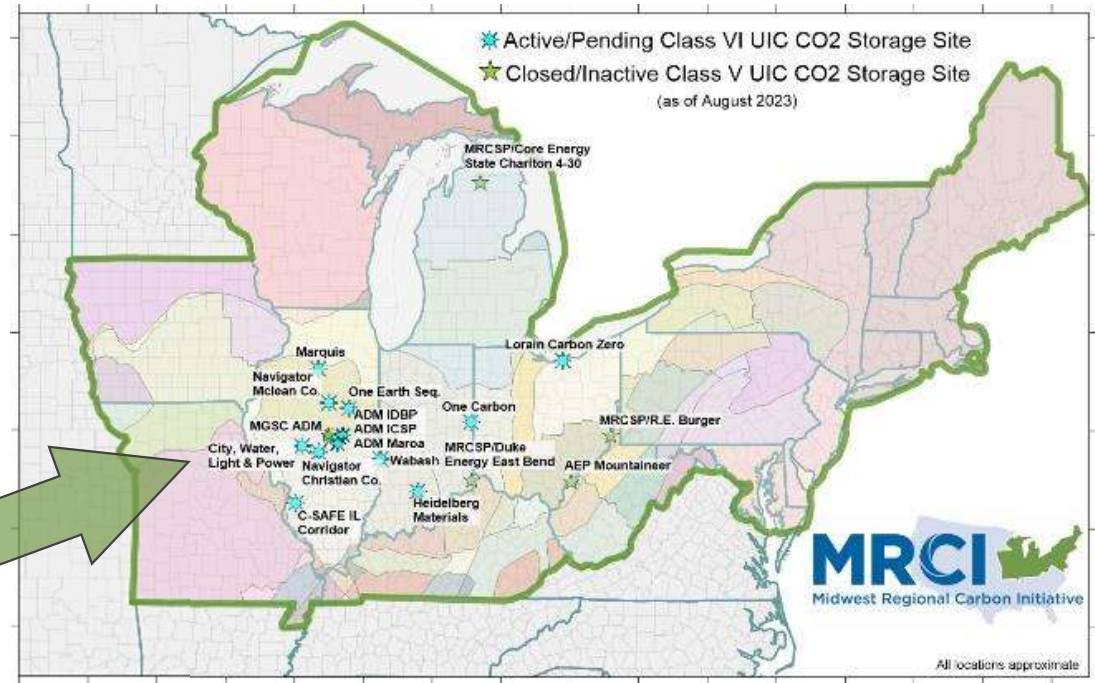 Active/Pending Class VI UIC CO2 Storage Site
Closed/Inactive Class V UIC CO2 Storage Site
(as of August 2023)
MRCSP/Core Energy
State Charlton 4-30
Lorain Carbon Zero
Marquis
Navigator
Mclean Co.
One Earth Seq.
ADM IDBP
MGSC ADM
ADM ICSP
ADM Maroa
One Carbon
MRCSP/R.E. Burger
City, Water,
Light & Power
Navigator
Christian Co.
Wabash
MRCSP/Duke
Energy East Bend
AEP Mountaineer
C-SAFE IL
Corridor
Heidelberg
Materials
MRCI
Midwest Regional Carbon Initiative
All locations approximate